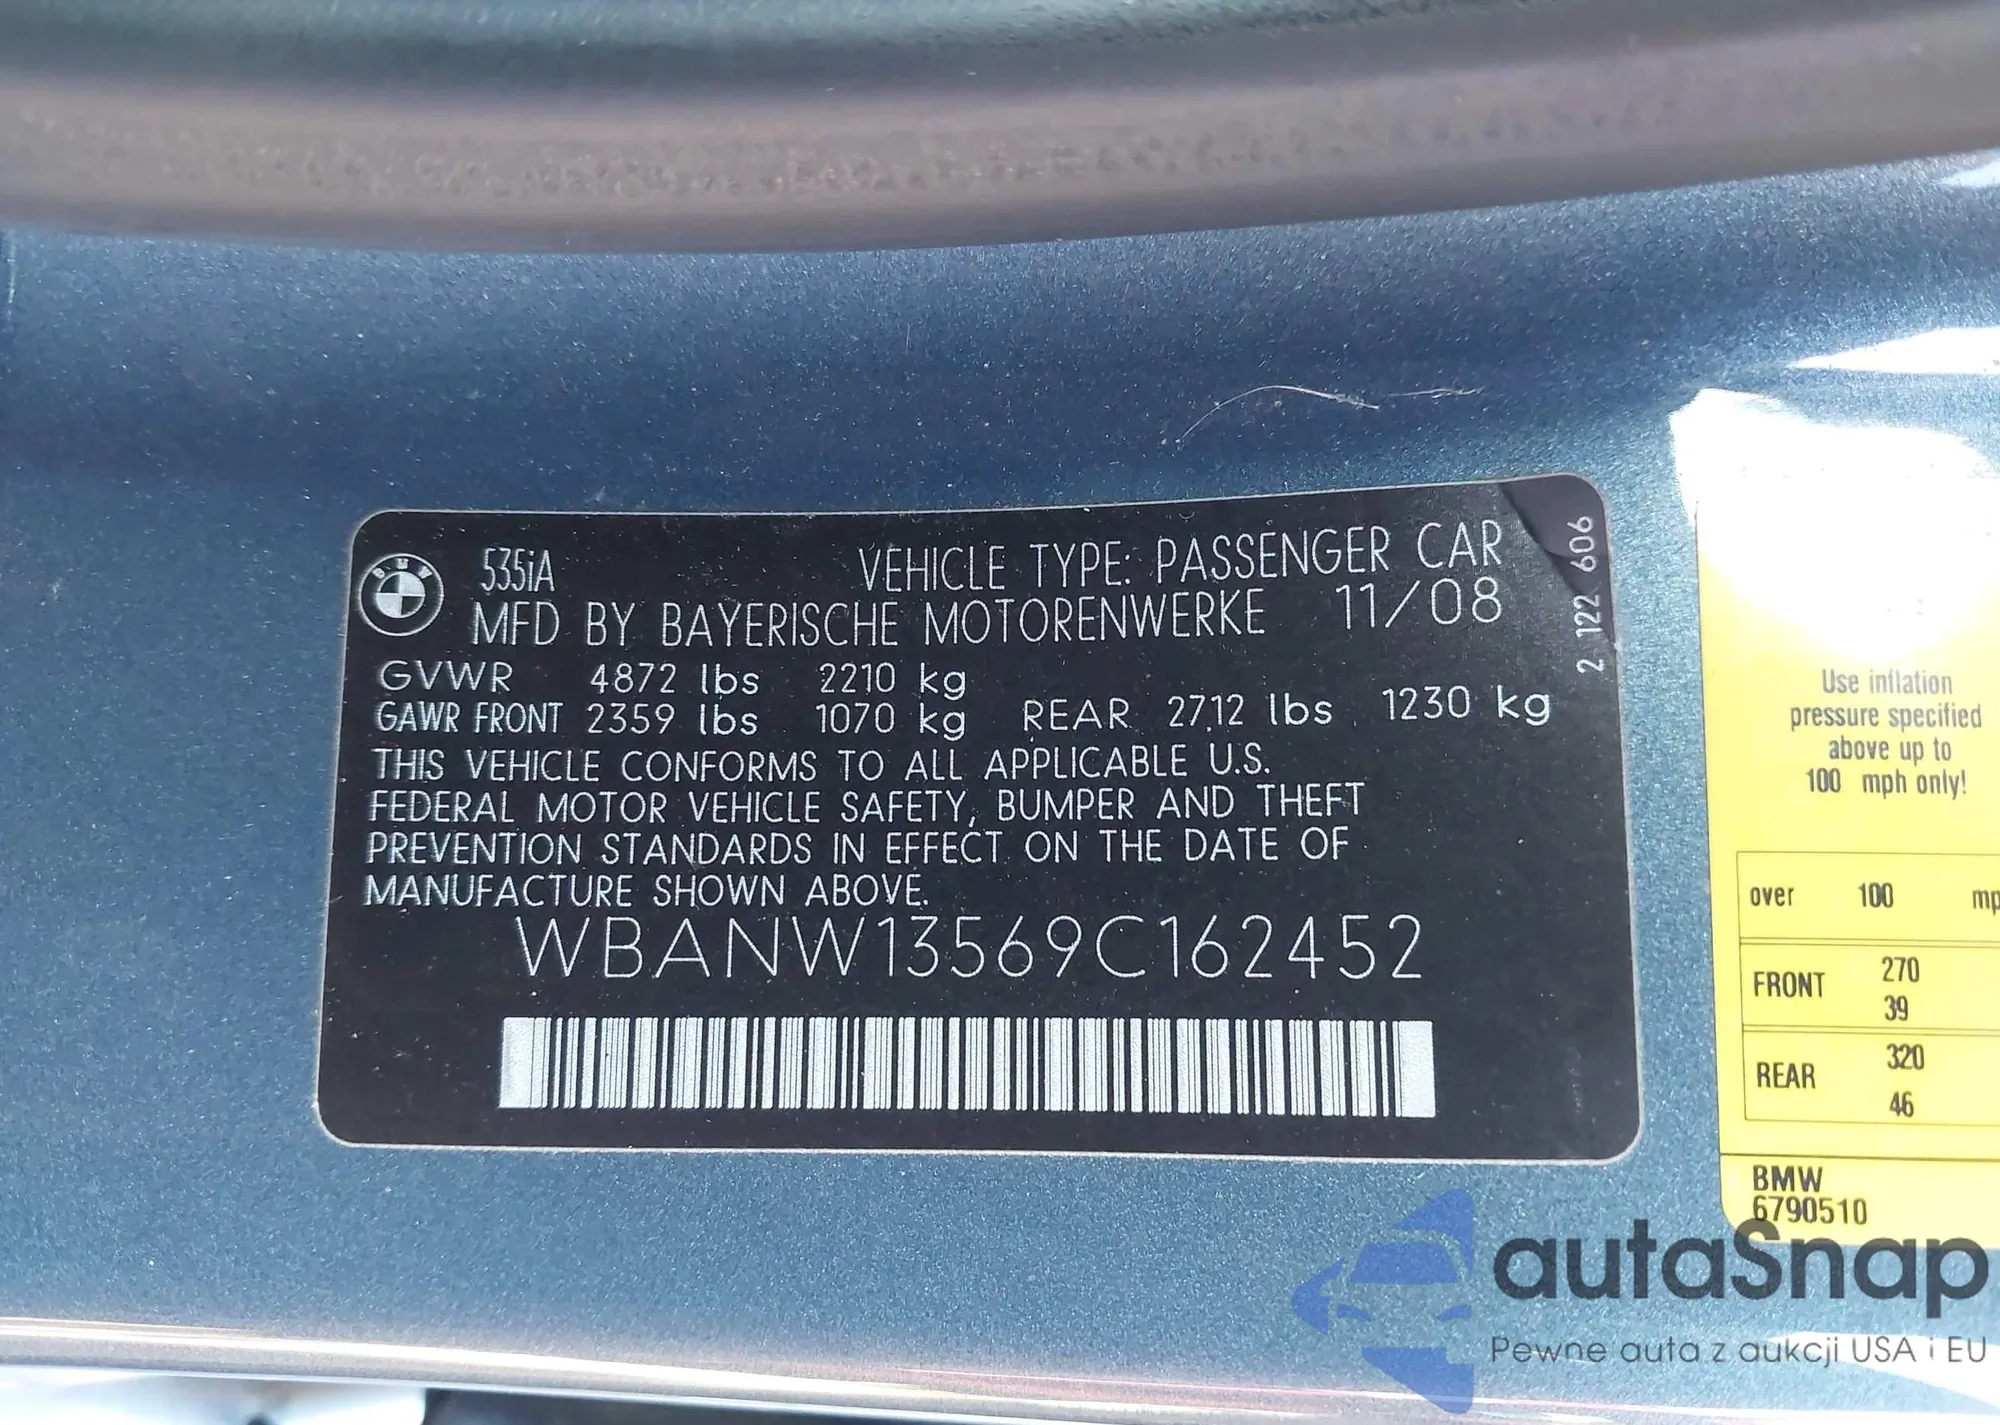 BMW
535iA VEHICLE TYPE: PASSENGER CAR
MFD BY BAYERISCHE MOTORENWERKE 11/08
GVWR 4872 lbs 2210 kg
GAWR FRONT 2359 lbs 1070 kg REAR 2712 lbs 1230 kg
THIS VEHICLE CONFORMS TO ALL APPLICABLE U.S.
FEDERAL MOTOR VEHICLE SAFETY, BUMPER AND THEFT
PREVENTION STANDARDS IN EFFECT ON THE DATE OF
MANUFACTURE SHOWN ABOVE.
WBANW13569C162452
2 122 606
Use inflation
pressure specified
above up to
100 mph only!
over 100 mp
FRONT 270
39
REAR 320
46
BMW
6790510
autoSnap
Pewne auta z aukcji USA i EU